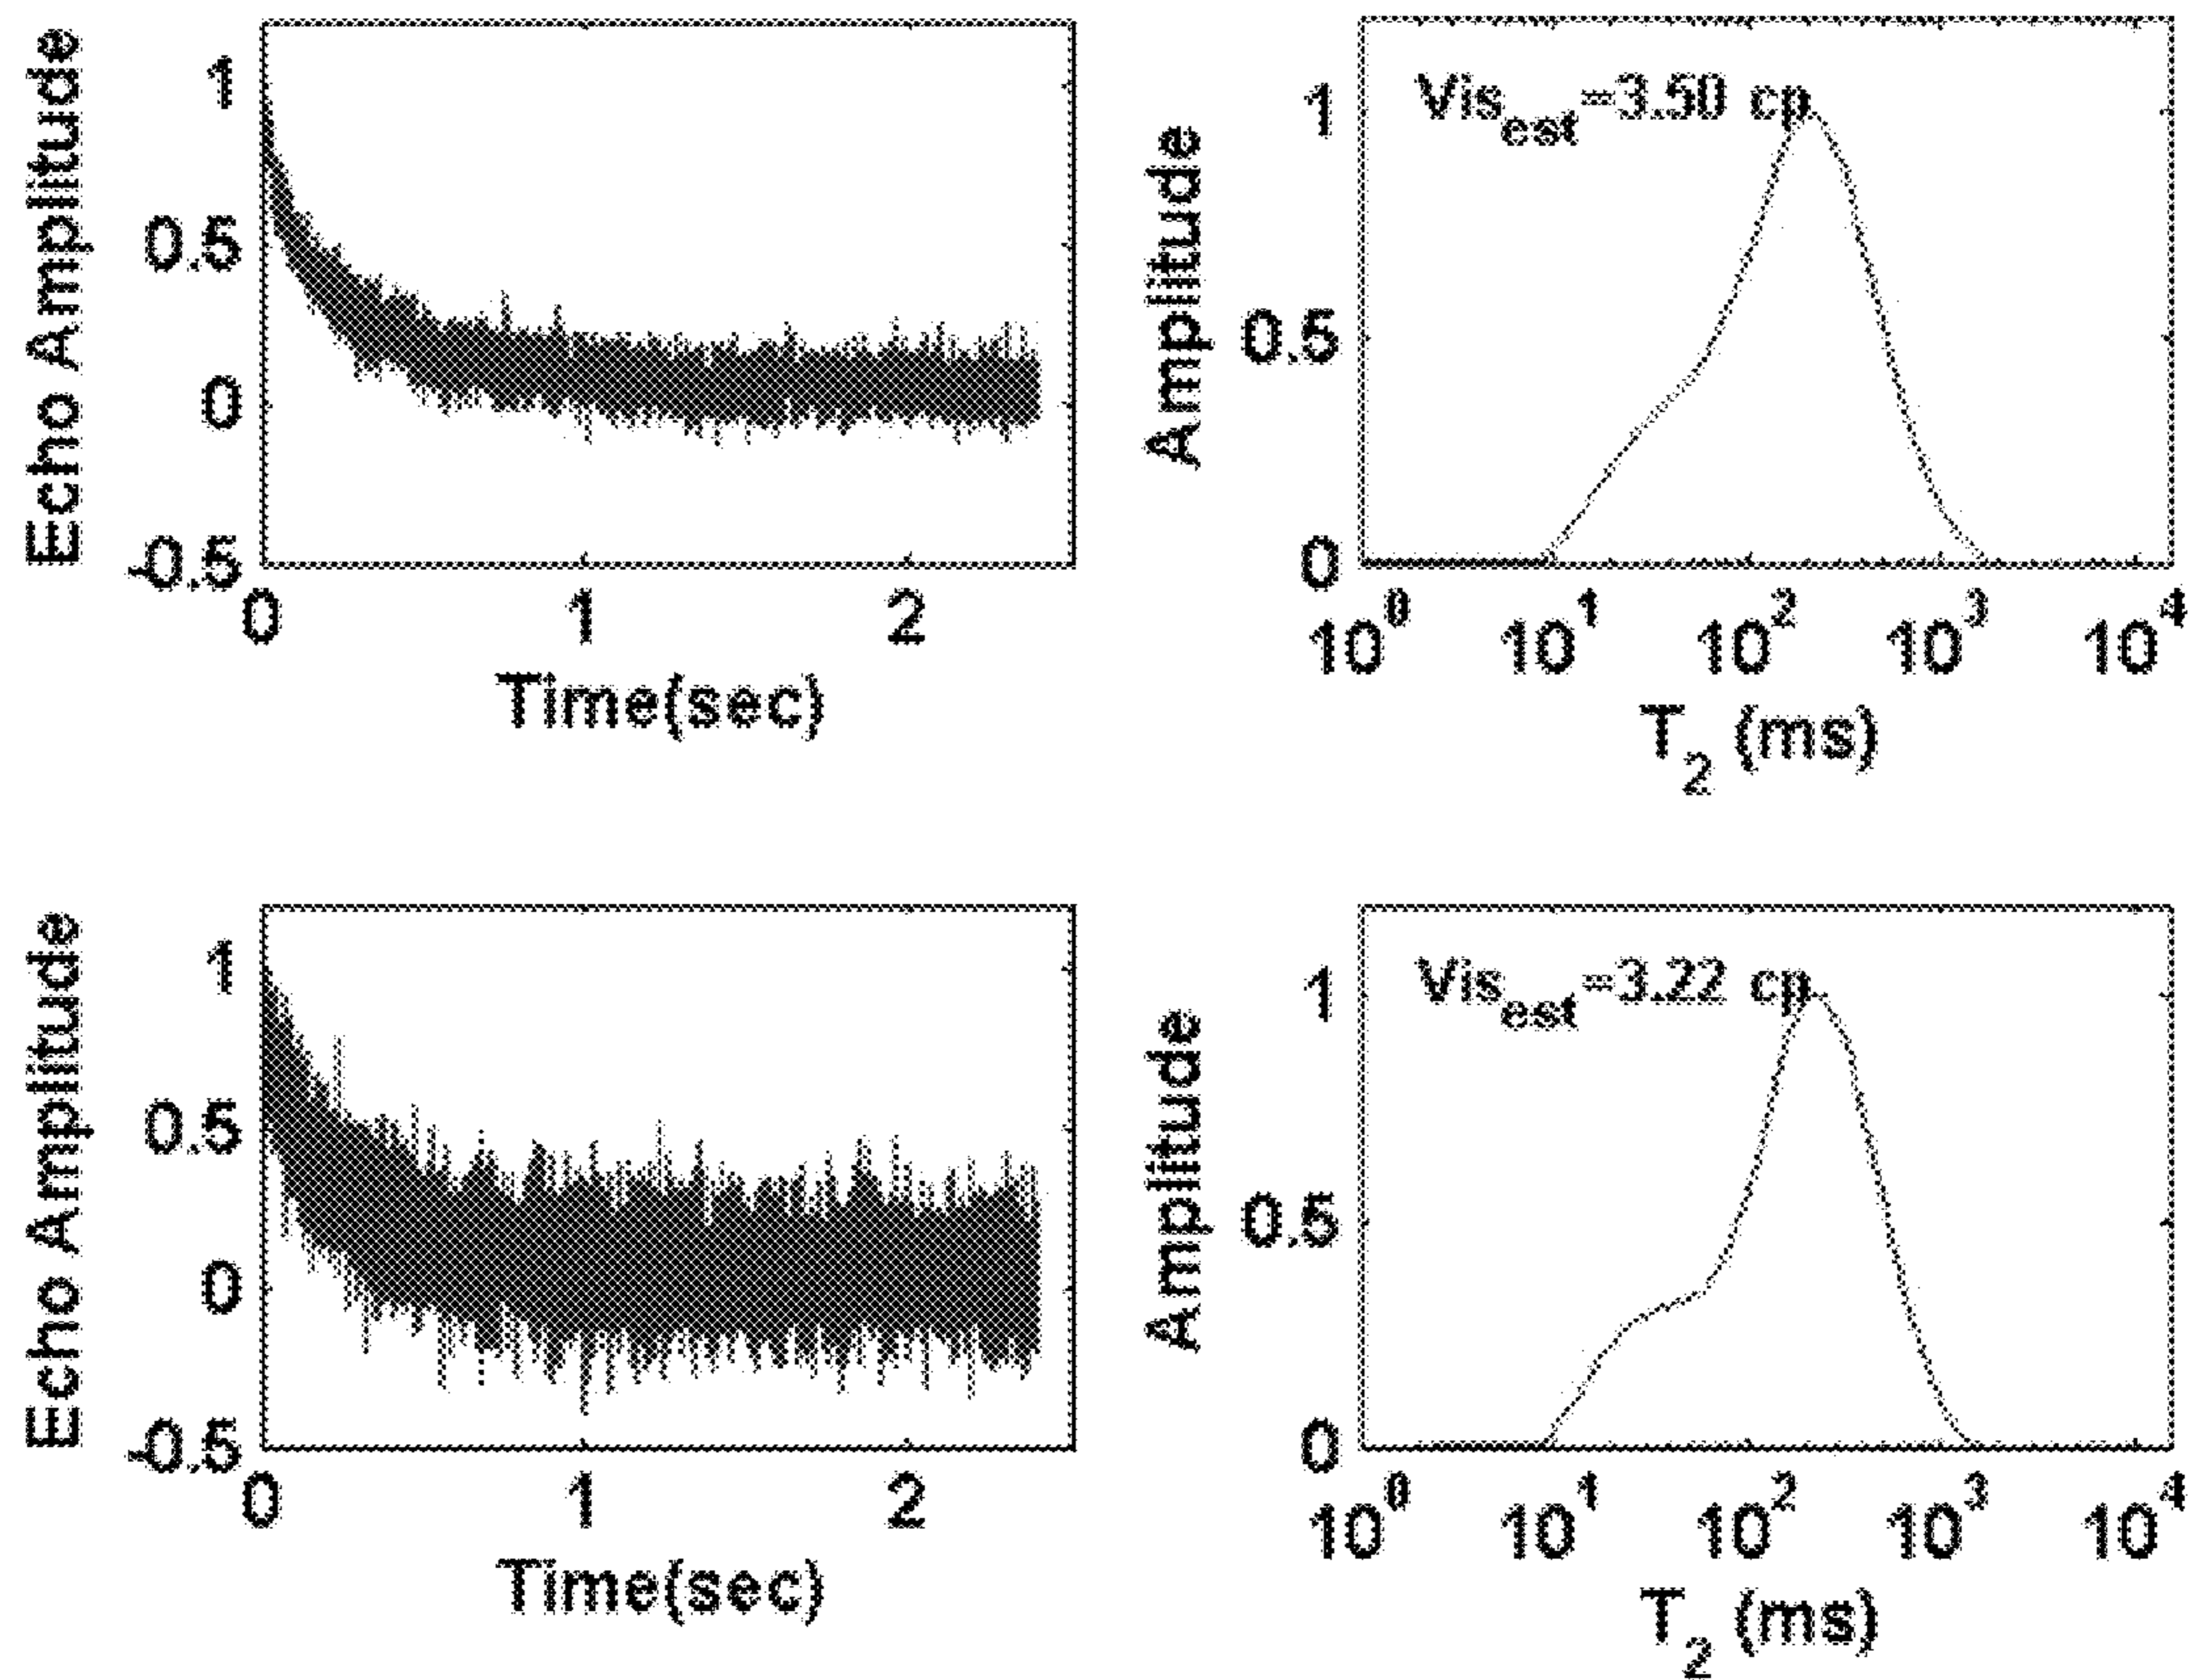 Echo Amplitude
1
0.5
0
-0.5
0 1 2
Time(sec)
Amplitude
1
0.5
0
Vis_est=3.50 cp
10^0 10^1 10^2 10^3 10^4
T_2 (ms)
Echo Amplitude
1
0.5
0
-0.5
0 1 2
Time(sec)
Amplitude
1
0.5
0
Vis_est=3.22 cp
10^0 10^1 10^2 10^3 10^4
T_2 (ms)